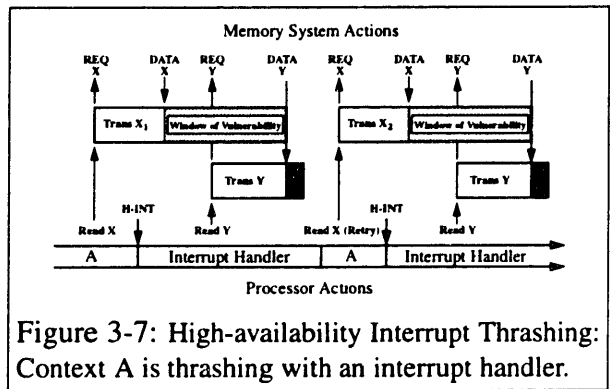 Memory System Actions
REQ X DATA X REQ Y DATA Y REQ X DATA X REQ Y DATA Y
Trans X1 Window of Vulnerability Trans X2 Window of Vulnerability
Trans Y Trans Y
H-INT H-INT
Read X Read Y Read X (Retry) Read Y
A Interrupt Handler A Interrupt Handler
Processor Actions
Figure 3-7: High-availability Interrupt Thrashing:
Context A is thrashing with an interrupt handler.